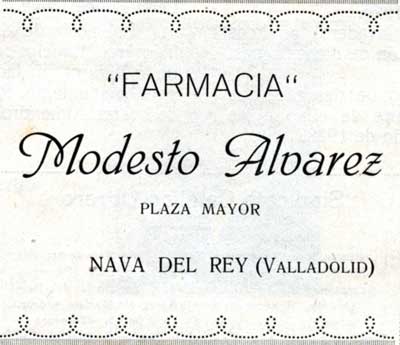 "FARMACIA"
Modesto Alvarez
PLAZA MAYOR
NAVA DEL REY (VALLADOLID)